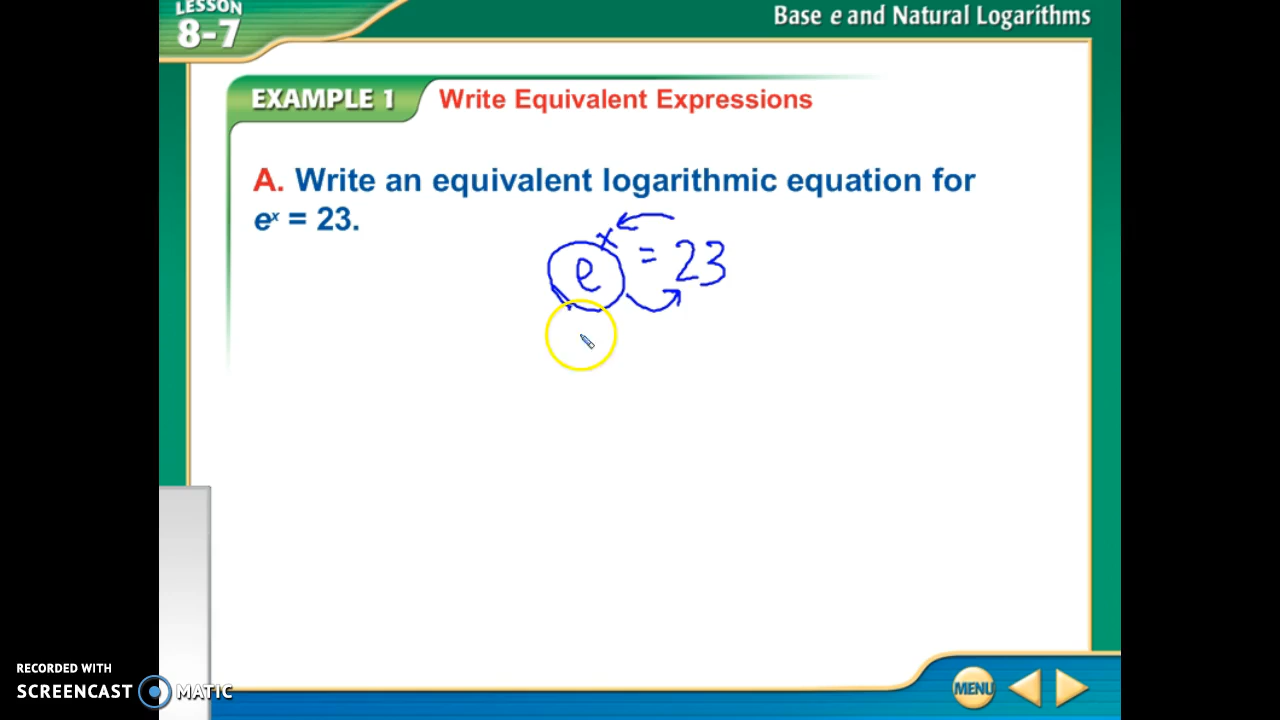 LESSON
8-7
Base e and Natural Logarithms
EXAMPLE 1
Write Equivalent Expressions
A. Write an equivalent logarithmic equation for
eˣ = 23.
eˣ = 23
RECORDED WITH
SCREENCAST MATIC
MENU